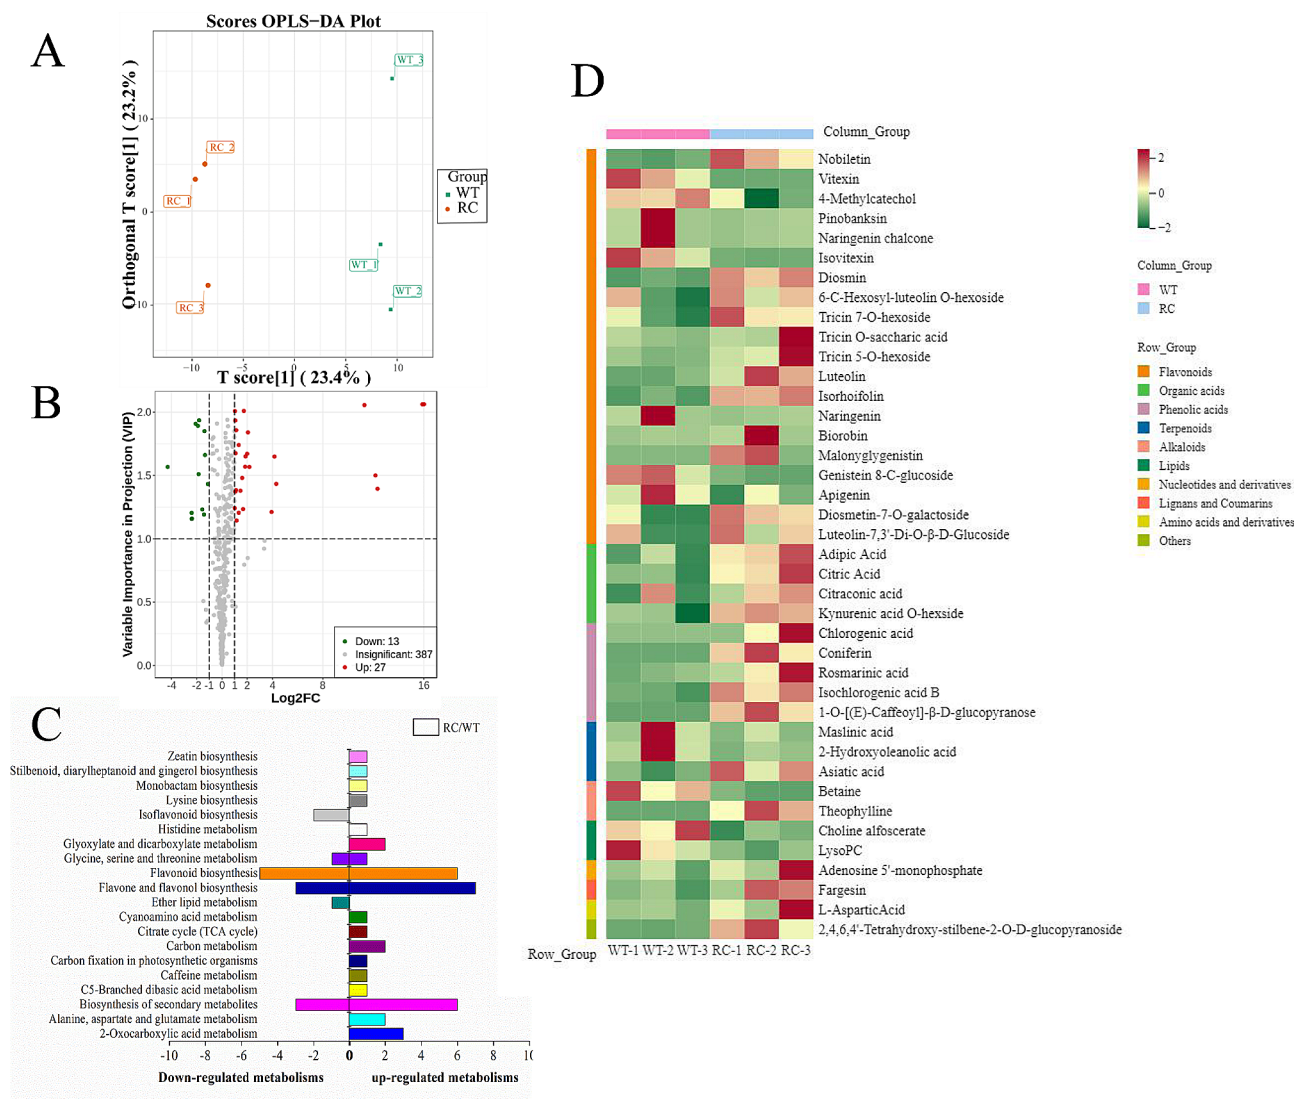 A
Scores OPLS−DA Plot
Orthogonal T score[1] ( 23.2% )
10
0
−10
WT_3
RC_2
RC_1
WT_1
WT_2
RC_3
Group
WT
RC
−10
−5
0
5
10
T score[1] ( 23.4% )
B
Variable Importance in Projection (VIP)
2.0
1.5
1.0
0.5
0.0
Down: 13
Insignificant: 387
Up: 27
-4 -2 -1 0 1 2 4 8 16
Log2FC
C
RC/WT
Zeatin biosynthesis
Stilbenoid, diarylheptanoid and gingerol biosynthesis
Monobactam biosynthesis
Lysine biosynthesis
Isoflavonoid biosynthesis
Histidine metabolism
Glyoxylate and dicarboxylate metabolism
Glycine, serine and threonine metabolism
Flavonoid biosynthesis
Flavone and flavonol biosynthesis
Ether lipid metabolism
Cyanoamino acid metabolism
Citrate cycle (TCA cycle)
Carbon metabolism
Carbon fixation in photosynthetic organisms
Caffeine metabolism
C5-Branched dibasic acid metabolism
Biosynthesis of secondary metabolites
Alanine, aspartate and glutamate metabolism
2-Oxocarboxylic acid metabolism
-10 -8 -6 -4 -2 0 2 4 6 8 10
Down-regulated metabolisms
up-regulated metabolisms
D
Column_Group
Nobiletin
Vitexin
4-Methylcatechol
Pinobanksin
Naringenin chalcone
Isovitexin
Diosmin
6-C-Hexosyl-luteolin O-hexoside
Tricin 7-O-hexoside
Tricin O-saccharic acid
Tricin 5-O-hexoside
Luteolin
Isorhoifolin
Naringenin
Biorobin
Malonyglygenistin
Genistein 8-C-glucoside
Apigenin
Diosmetin-7-O-galactoside
Luteolin-7,3'-Di-O-β-D-Glucoside
Adipic Acid
Citric Acid
Citraconic acid
Kynurenic acid O-hexside
Chlorogenic acid
Coniferin
Rosmarinic acid
Isochlorogenic acid B
1-O-[(E)-Caffeoyl]-β-D-glucopyranose
Maslinic acid
2-Hydroxyoleanolic acid
Asiatic acid
Betaine
Theophylline
Choline alfoscerate
LysoPC
Adenosine 5'-monophosphate
Fargesin
L-AsparticAcid
2,4,6,4'-Tetrahydroxy-stilbene-2-O-D-glucopyranoside
Row_Group
WT-1 WT-2 WT-3 RC-1 RC-2 RC-3
2
0
−2
Column_Group
WT
RC
Row_Group
Flavonoids
Organic acids
Phenolic acids
Terpenoids
Alkaloids
Lipids
Nucleotides and derivatives
Lignans and Coumarins
Amino acids and derivatives
Others